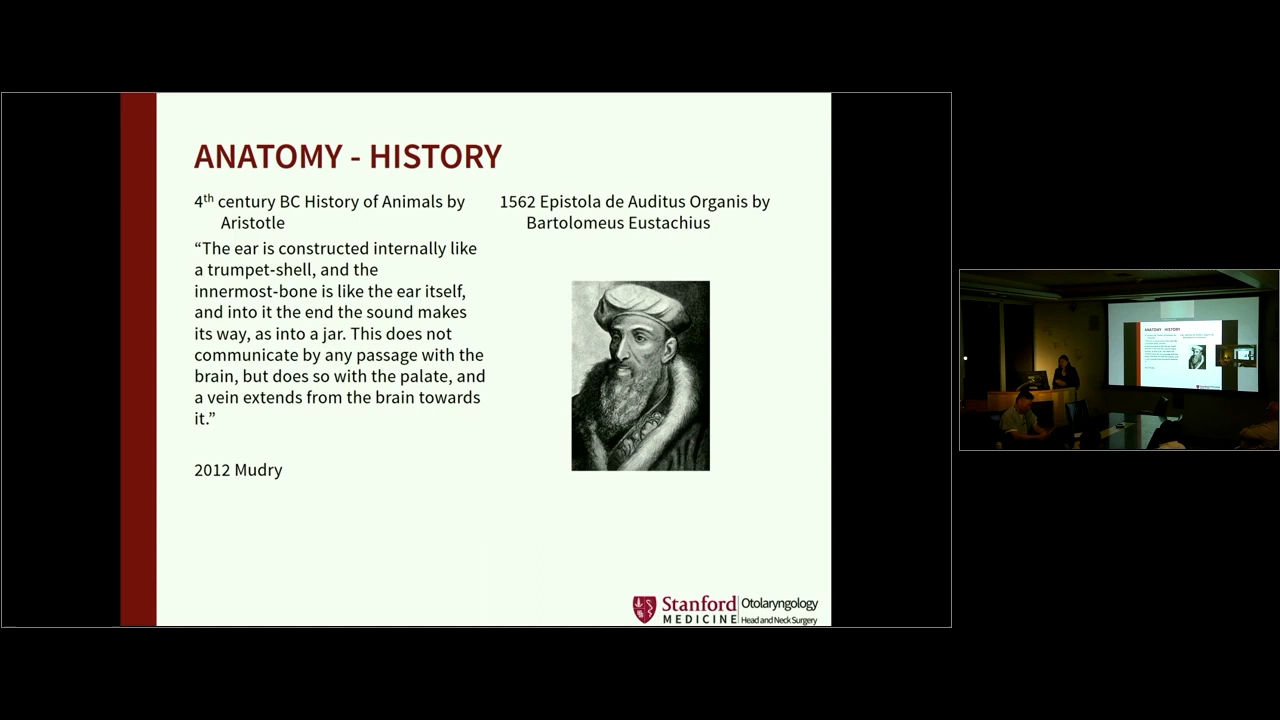 ANATOMY - HISTORY
4th century BC History of Animals by
Aristotle
“The ear is constructed internally like
a trumpet-shell, and the
innermost-bone is like the ear itself,
and into it the end the sound makes
its way, as into a jar. This does not
communicate by any passage with the
brain, but does so with the palate, and
a vein extends from the brain towards
it.”
2012 Mudry
1562 Epistola de Auditus Organis by
Bartolomeus Eustachius
Stanford
MEDICINE
Otolaryngology
Head and Neck Surgery
ANATOMY - HISTORY